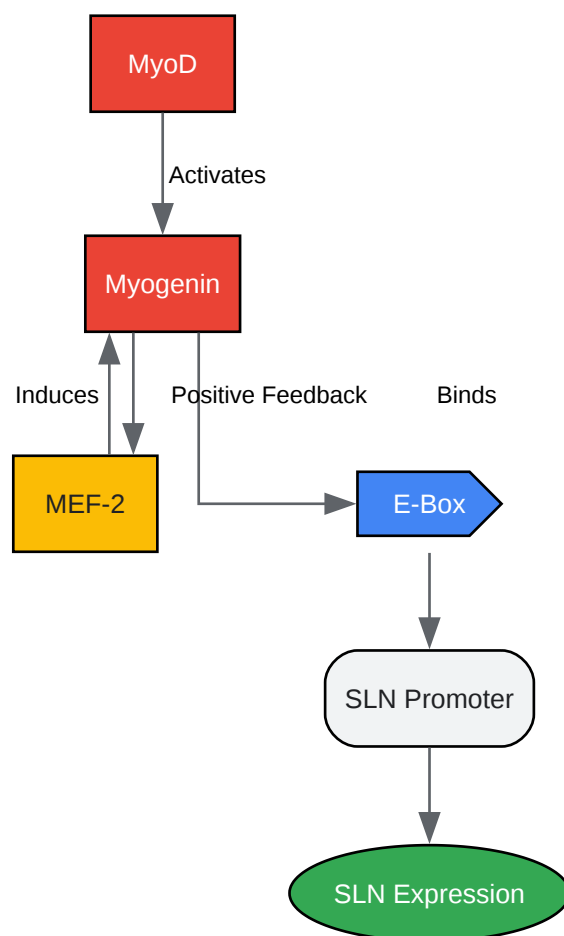 MyoD
Activates
Myogenin
Induces
Positive Feedback
Binds
MEF-2
E-Box
SLN Promoter
SLN Expression